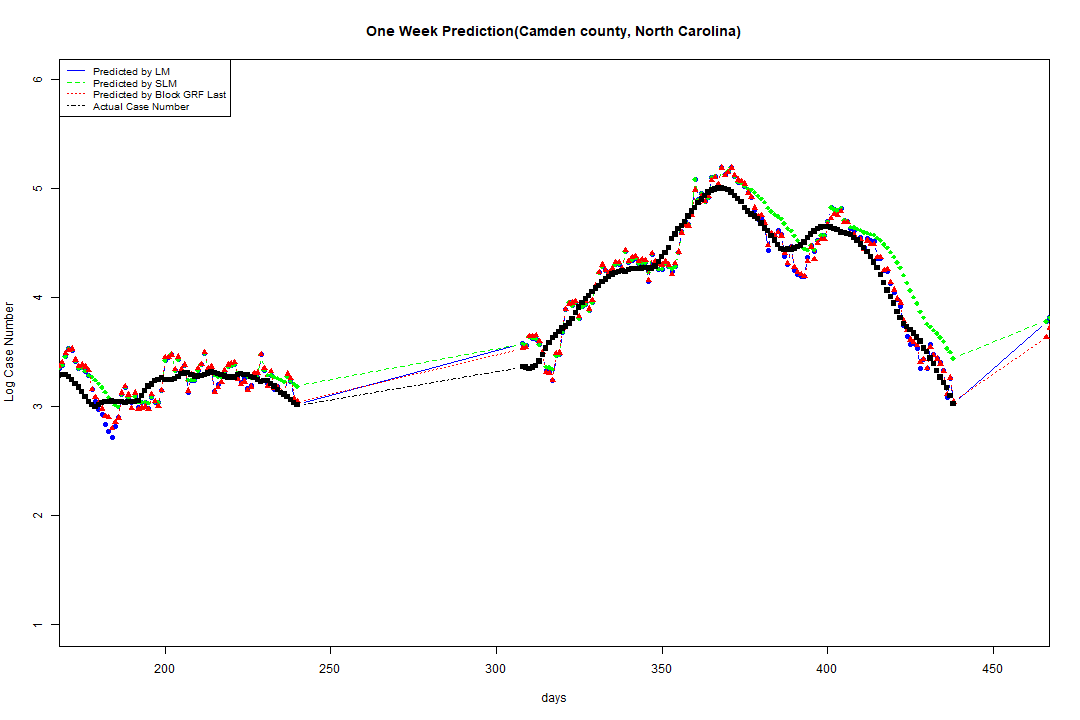 One Week Prediction(Camden county, North Carolina)
Predicted by LM
Predicted by SLM
Predicted by Block GRF Last
Actual Case Number
6
5
4
3
2
1
Log Case Number
200 250 300 350 400 450
days